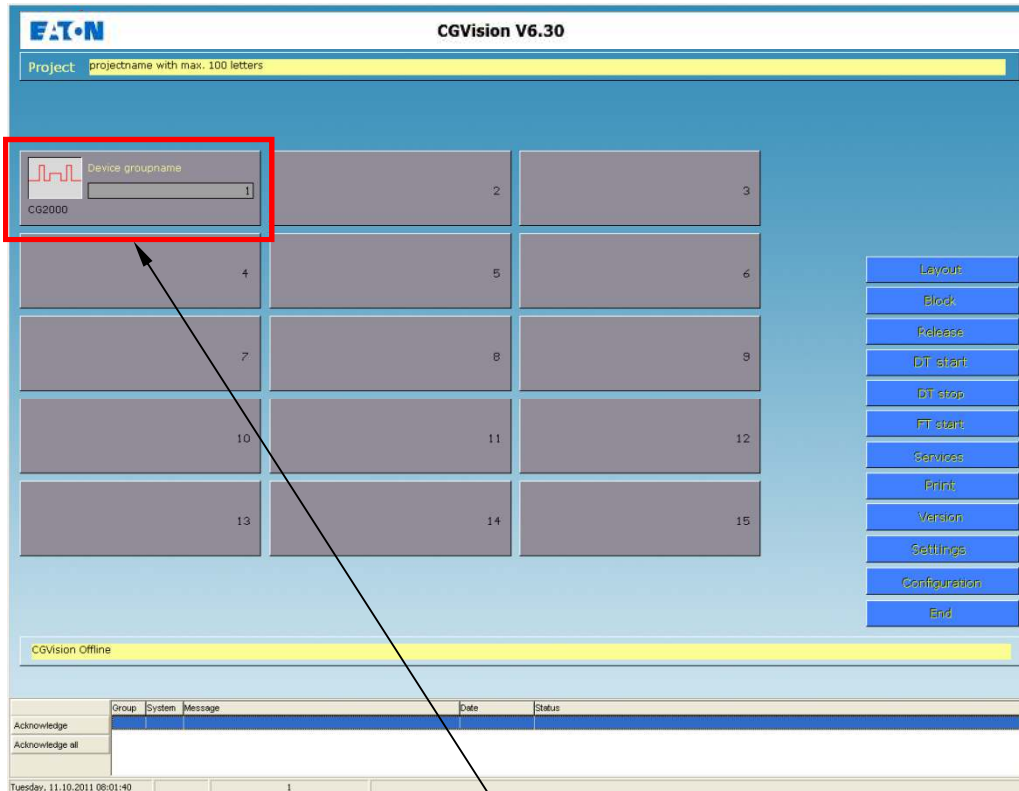 EATON
CGVision V6.30
Project projectname with max. 100 letters
Device groupname
1
CG2000
2
3
4
5
6
7
8
9
10
11
12
13
14
15
Layout
Block
Release
DT start
DT stop
FT start
Services
Print
Version
Settings
Configuration
End
CGVision Offline
Group System Message Date Status
Acknowledge
Acknowledge all
Tuesday, 11.10.2011 08:01:40 1